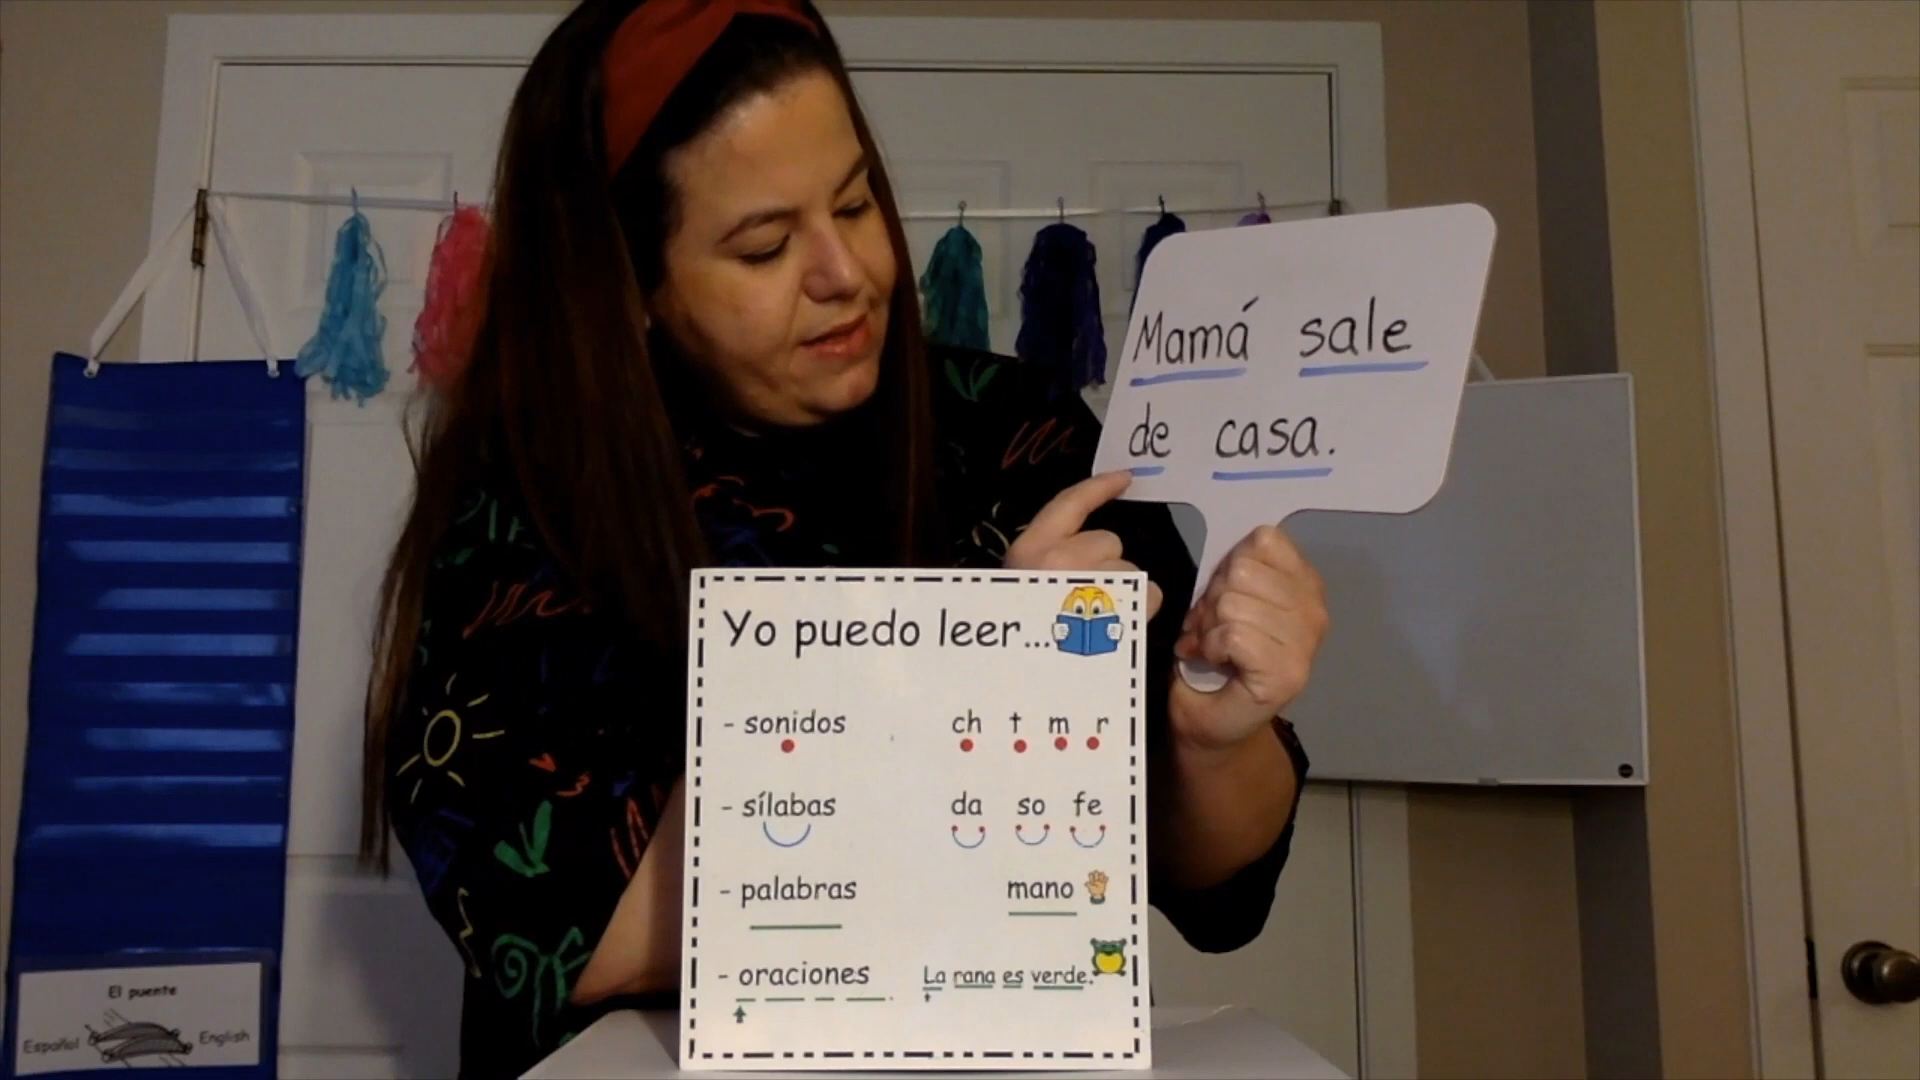 Mamá sale
de casa.
Yo puedo leer...
- sonidos ch t m r
- sílabas da so fe
- palabras mano
- oraciones La rana es verde.
El puente
Español English